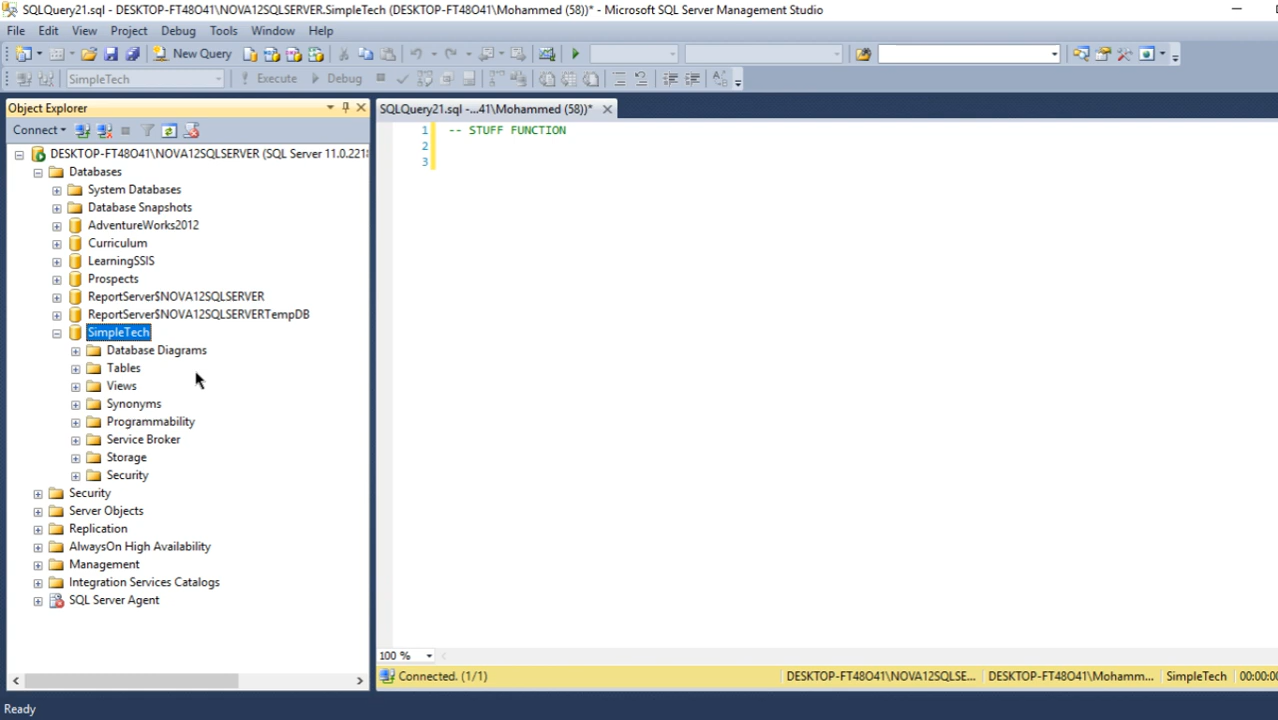 SQLQuery21.sql - DESKTOP-FT48O41\NOVA12SQLSERVER.SimpleTech (DESKTOP-FT48O41\Mohammed (58))* - Microsoft SQL Server Management Studio
File Edit View Project Debug Tools Window Help
New Query
SimpleTech Execute Debug
Object Explorer
SQLQuery21.sql -...41\Mohammed (58))*
Connect
1 -- STUFF FUNCTION
2
3
DESKTOP-FT48O41\NOVA12SQLSERVER (SQL Server 11.0.221
Databases
System Databases
Database Snapshots
AdventureWorks2012
Curriculum
LearningSSIS
Prospects
ReportServer$NOVA12SQLSERVER
ReportServer$NOVA12SQLSERVERTempDB
SimpleTech
Database Diagrams
Tables
Views
Synonyms
Programmability
Service Broker
Storage
Security
Security
Server Objects
Replication
AlwaysOn High Availability
Management
Integration Services Catalogs
SQL Server Agent
100 %
Connected. (1/1) DESKTOP-FT48O41\NOVA12SQLSE... DESKTOP-FT48O41\Mohamm... SimpleTech 00:00:00
Ready